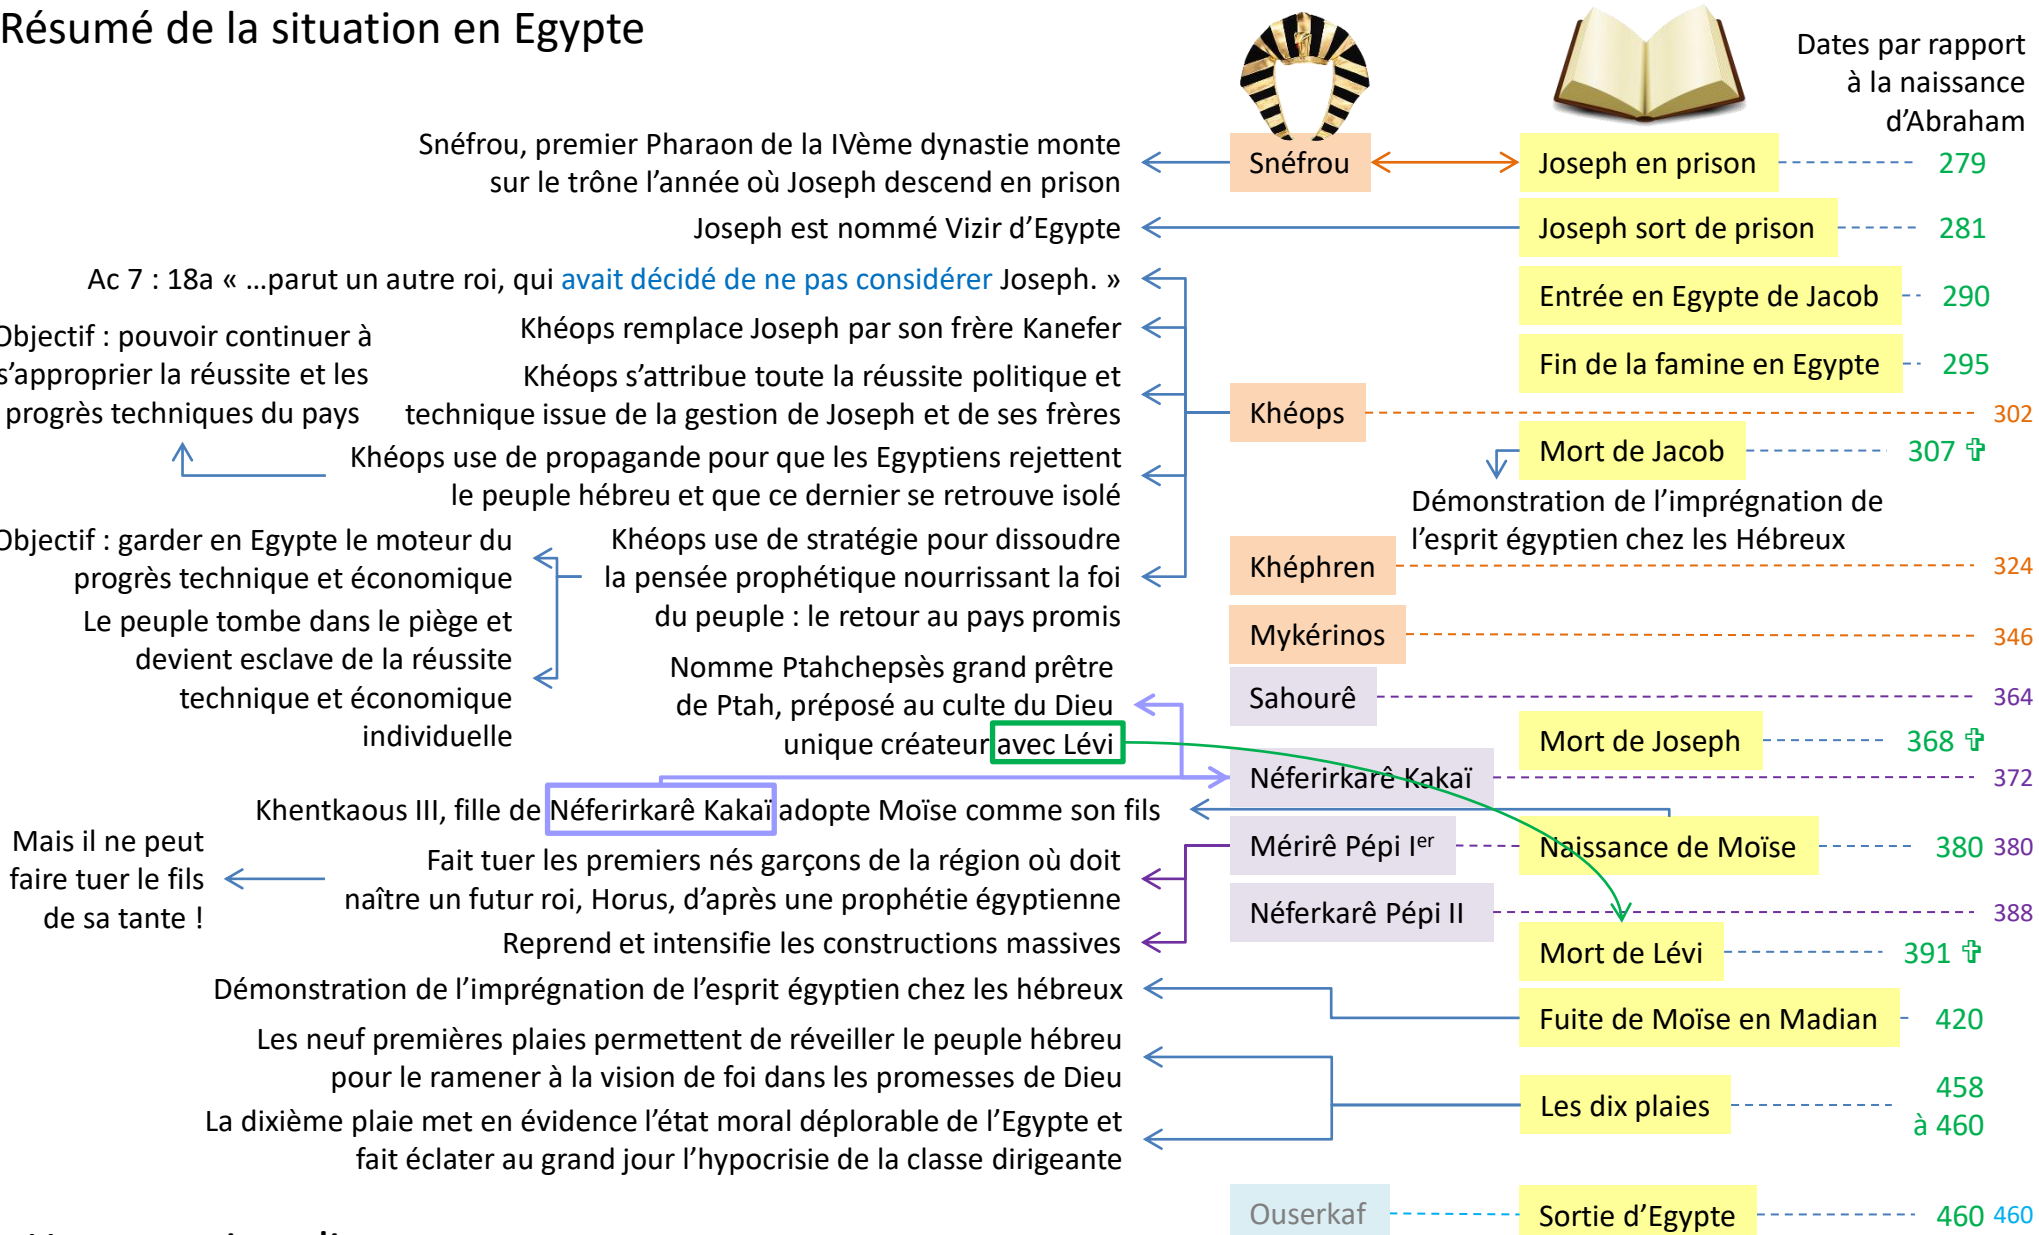 Résumé de la situation en Egypte
Dates par rapport
à la naissance
d’Abraham
Snéfrou, premier Pharaon de la IVème dynastie monte
sur le trône l’année où Joseph descend en prison
Snéfrou
Joseph en prison
279
Joseph est nommé Vizir d’Egypte
Joseph sort de prison
281
Ac 7 : 18a « …parut un autre roi, qui avait décidé de ne pas considérer Joseph. »
Entrée en Egypte de Jacob
290
Khéops remplace Joseph par son frère Kanefer
Objectif : pouvoir continuer à
s’approprier la réussite et les
progrès techniques du pays
Fin de la famine en Egypte
295
Khéops s’attribue toute la réussite politique et
technique issue de la gestion de Joseph et de ses frères
Khéops
302
Khéops use de propagande pour que les Egyptiens rejettent
le peuple hébreu et que ce dernier se retrouve isolé
Mort de Jacob
307 ✞
Démonstration de l’imprégnation de
l’esprit égyptien chez les Hébreux
Objectif : garder en Egypte le moteur du
progrès technique et économique
Khéops use de stratégie pour dissoudre
la pensée prophétique nourrissant la foi
du peuple : le retour au pays promis
Khéphren
324
Le peuple tombe dans le piège et
devient esclave de la réussite
technique et économique
individuelle
Mykérinos
346
Nomme Ptahchepsès grand prêtre
de Ptah, préposé au culte du Dieu
unique créateur avec Lévi
Sahourê
364
Mort de Joseph
368 ✞
Néferirkarê Kakaï
372
Khentkaous III, fille de Néferirkarê Kakaï adopte Moïse comme son fils
Mérirê Pépi Ier
Naissance de Moïse
380 380
Mais il ne peut
faire tuer le fils
de sa tante !
Fait tuer les premiers nés garçons de la région où doit
naître un futur roi, Horus, d’après une prophétie égyptienne
Néferkarê Pépi II
388
Reprend et intensifie les constructions massives
Mort de Lévi
391 ✞
Démonstration de l’imprégnation de l’esprit égyptien chez les hébreux
Fuite de Moïse en Madian
420
Les neuf premières plaies permettent de réveiller le peuple hébreu
pour le ramener à la vision de foi dans les promesses de Dieu
Les dix plaies
458
à 460
La dixième plaie met en évidence l’état moral déplorable de l’Egypte et
fait éclater au grand jour l’hypocrisie de la classe dirigeante
Ouserkaf
Sortie d’Egypte
460 460